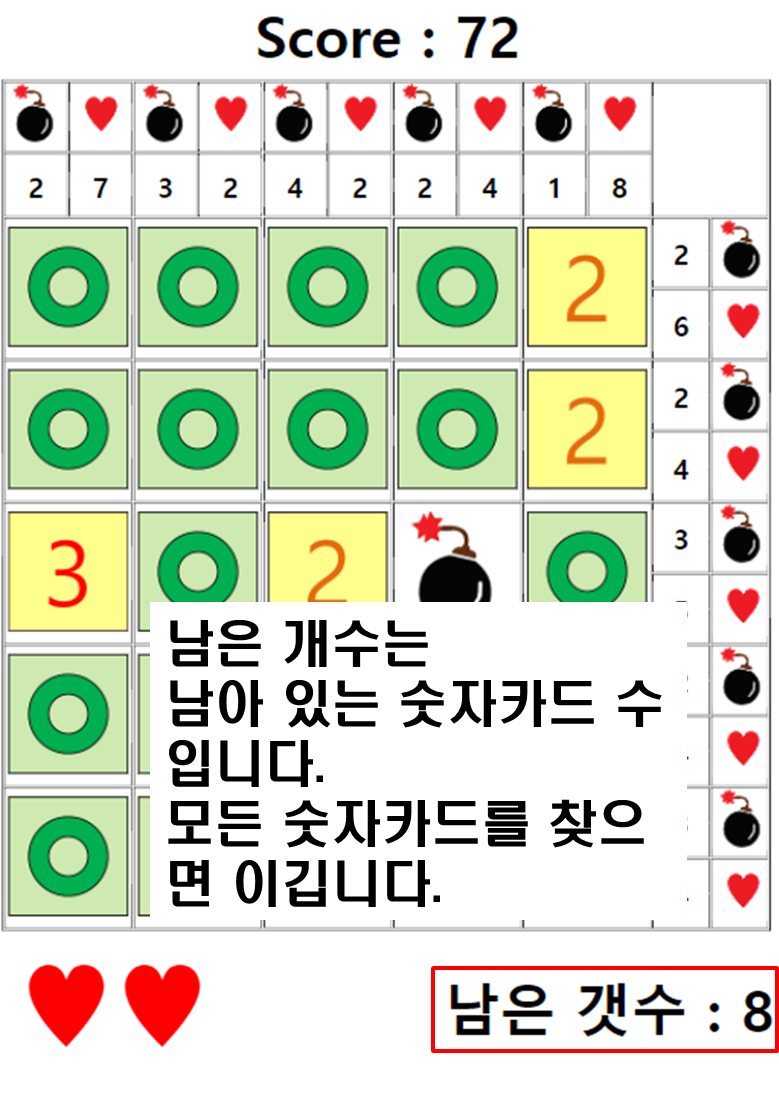 Score : 72
2 7 3 2 4 2 2 4 1 8
2
2
6
2
2
4
3 2
3
남은 개수는
남아 있는 숫자카드 수
입니다.
모든 숫자카드를 찾으
면 이깁니다.
남은 갯수 : 8